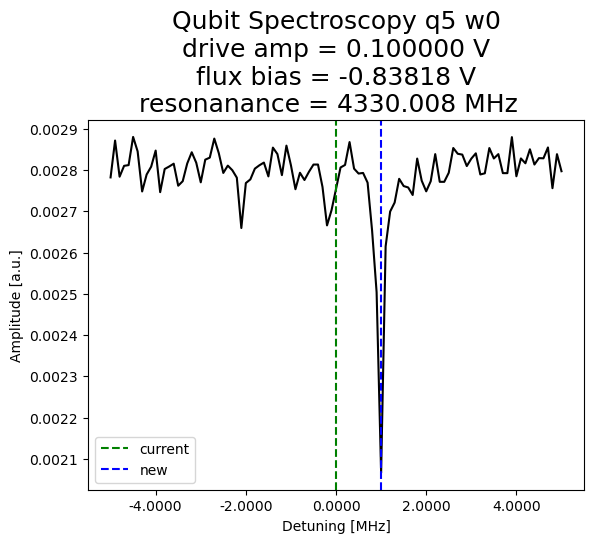 Qubit Spectroscopy q5 w0
drive amp = 0.100000 V
flux bias = -0.83818 V
resonanance = 4330.008 MHz
0.0029
0.0028
0.0027
0.0026
0.0025
0.0024
0.0023
0.0022
0.0021
Amplitude [a.u.]
current
new
-4.0000 -2.0000 0.0000 2.0000 4.0000
Detuning [MHz]